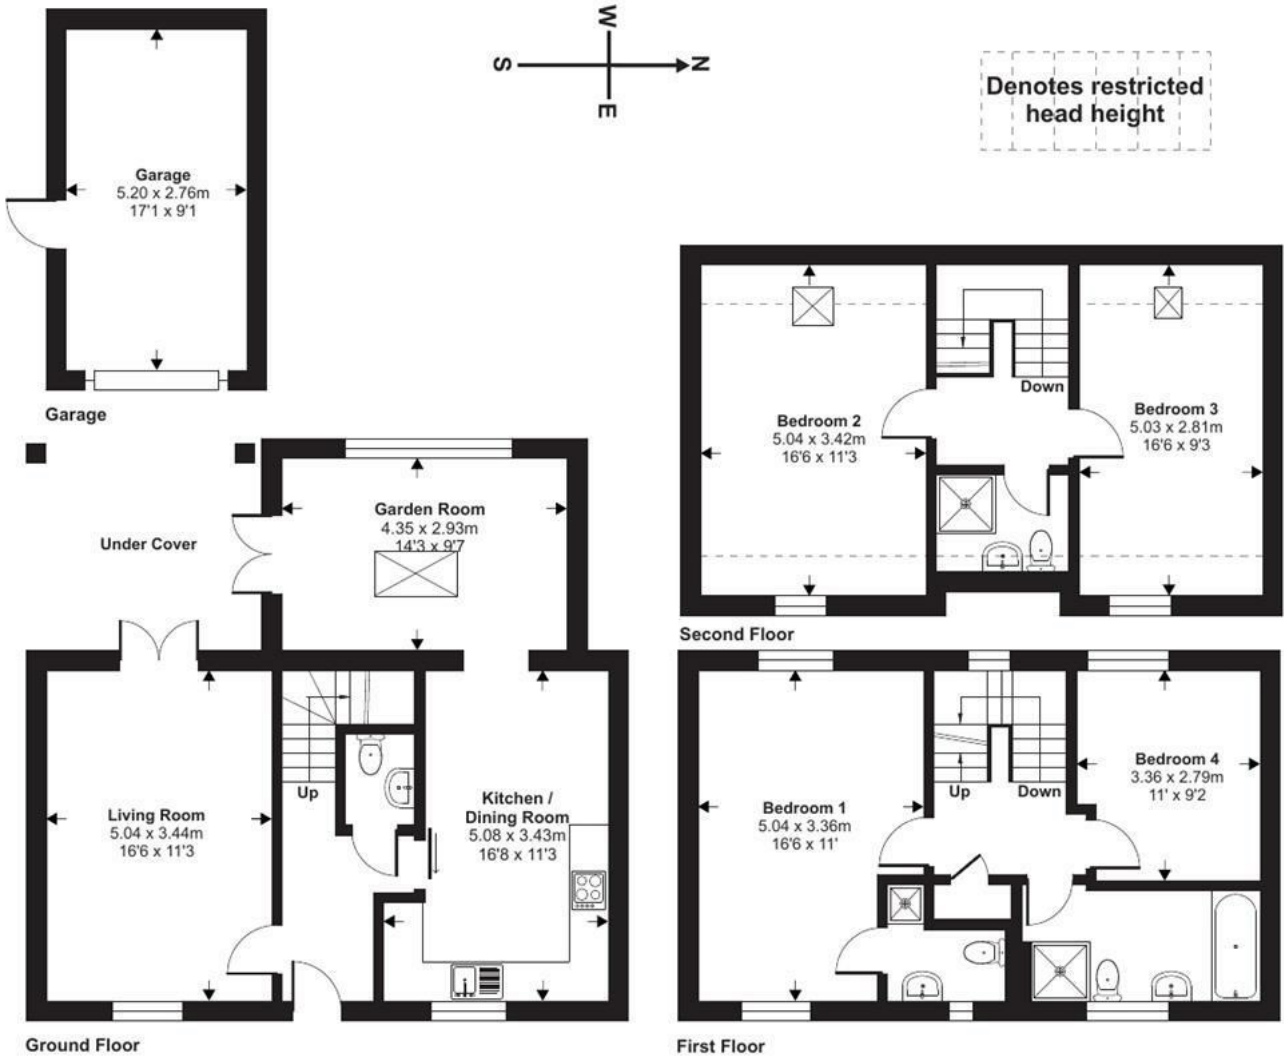 W
S
N
E
Denotes restricted
head height
Garage
5.20 x 2.76m
17'1 x 9'1
Garage
Under Cover
Garden Room
4.35 x 2.93m
14'3 x 9'7
Living Room
5.04 x 3.44m
16'6 x 11'3
Up
Kitchen /
Dining Room
5.08 x 3.43m
16'8 x 11'3
Ground Floor
Bedroom 2
5.04 x 3.42m
16'6 x 11'3
Down
Bedroom 3
5.03 x 2.81m
16'6 x 9'3
Second Floor
Bedroom 1
5.04 x 3.36m
16'6 x 11'
Up
Down
Bedroom 4
3.36 x 2.79m
11' x 9'2
First Floor